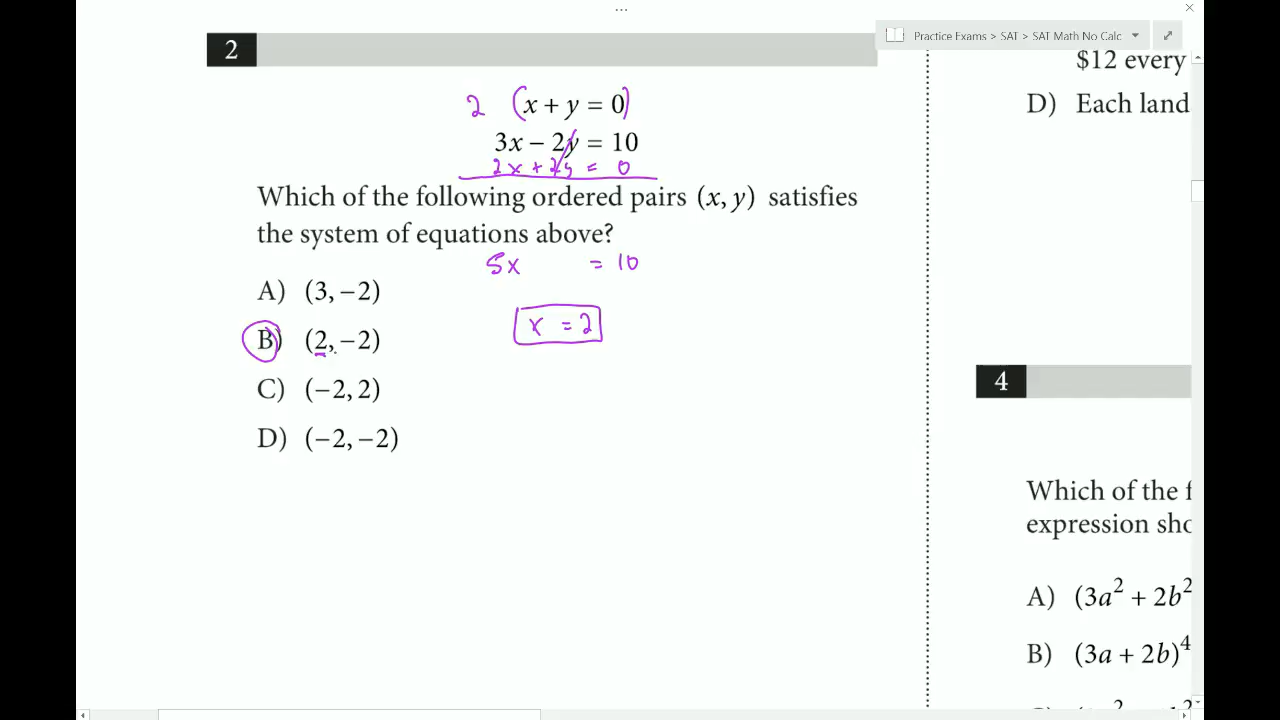 ...
Practice Exams > SAT > SAT Math No Calc
2
2 (x + y = 0)
3x − 2y = 10
2x + 2y = 0
Which of the following ordered pairs (x, y) satisfies
the system of equations above?
5x = 10
A) (3, −2)
B) (2, −2)
x = 2
C) (−2, 2)
D) (−2, −2)
$12 every
D) Each land
4
Which of the f
expression sho
A) (3a² + 2b²
B) (3a + 2b)⁴